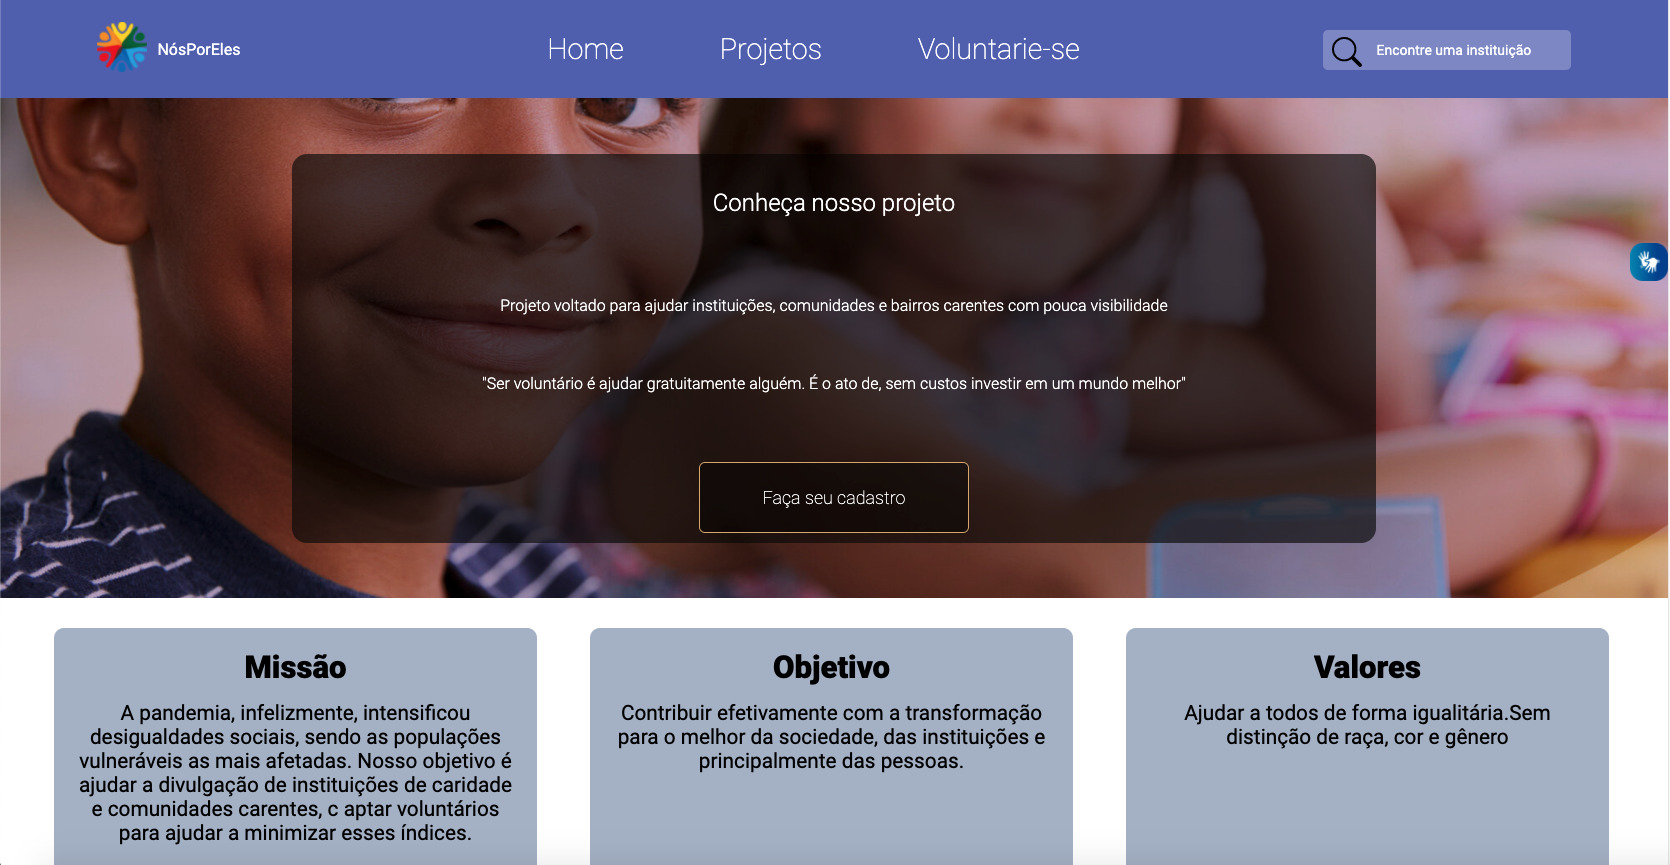 NósPorEles
Home
Projetos
Voluntarie-se
Encontre uma instituição
Conheça nosso projeto
Projeto voltado para ajudar instituições, comunidades e bairros carentes com pouca visibilidade
"Ser voluntário é ajudar gratuitamente alguém. É o ato de, sem custos investir em um mundo melhor"
Faça seu cadastro
Missão
A pandemia, infelizmente, intensificou
desigualdades sociais, sendo as populações
vulneráveis as mais afetadas. Nosso objetivo é
ajudar a divulgação de instituições de caridade
e comunidades carentes, c aptar voluntários
para ajudar a minimizar esses índices.
Objetivo
Contribuir efetivamente com a transformação
para o melhor da sociedade, das instituições e
principalmente das pessoas.
Valores
Ajudar a todos de forma igualitária.Sem
distinção de raça, cor e gênero